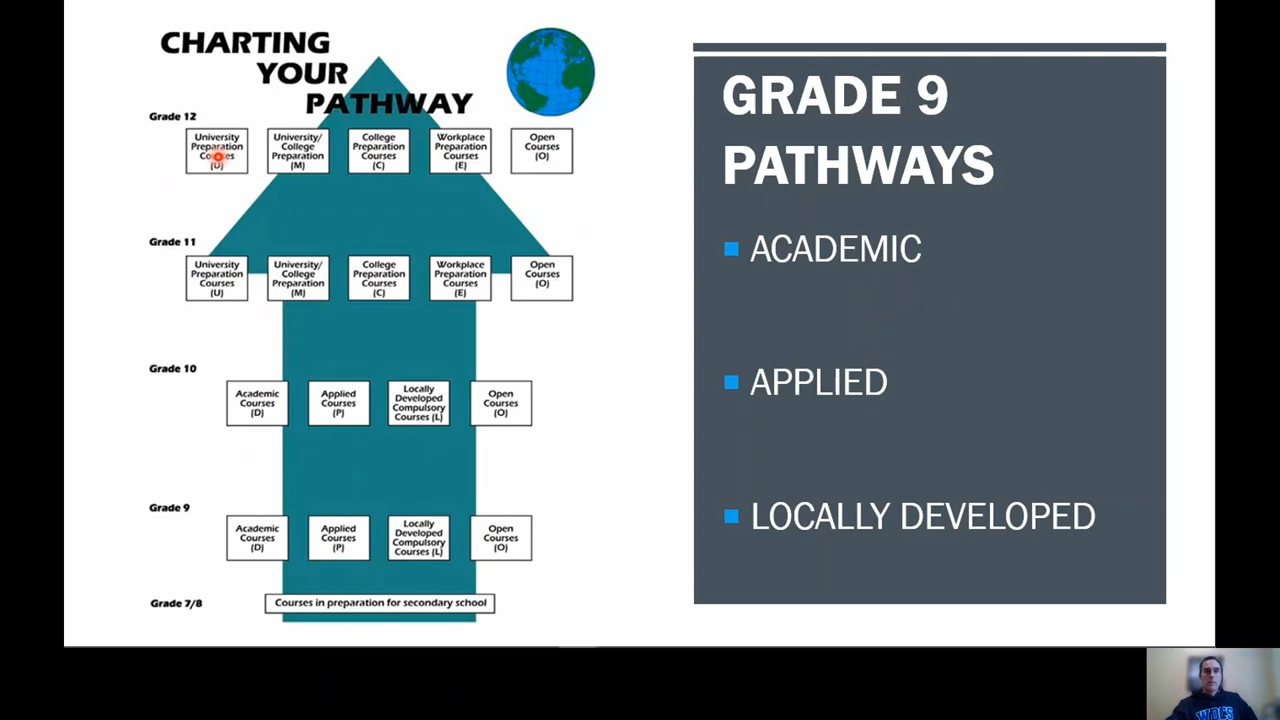 CHARTING
YOUR
PATHWAY
Grade 12
University
Preparation
Courses
(U)
University/
College
Preparation
(M)
College
Preparation
Courses
(C)
Workplace
Preparation
Courses
(E)
Open
Courses
(O)
Grade 11
University
Preparation
Courses
(U)
University/
College
Preparation
(M)
College
Preparation
Courses
(C)
Workplace
Preparation
Courses
(E)
Open
Courses
(O)
Grade 10
Academic
Courses
(D)
Applied
Courses
(P)
Locally
Developed
Compulsory
Courses (L)
Open
Courses
(O)
Grade 9
Academic
Courses
(D)
Applied
Courses
(P)
Locally
Developed
Compulsory
Courses (L)
Open
Courses
(O)
Grade 7/8
Courses in preparation for secondary school
GRADE 9
PATHWAYS
ACADEMIC
APPLIED
LOCALLY DEVELOPED
WDCS